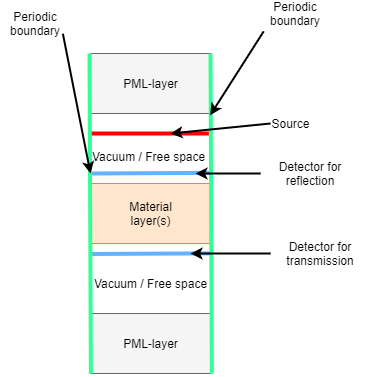 Periodic
boundary
Periodic
boundary
PML-layer
Source
Vacuum / Free space
Detector for
reflection
Material
layer(s)
Detector for
transmission
Vacuum / Free space
PML-layer